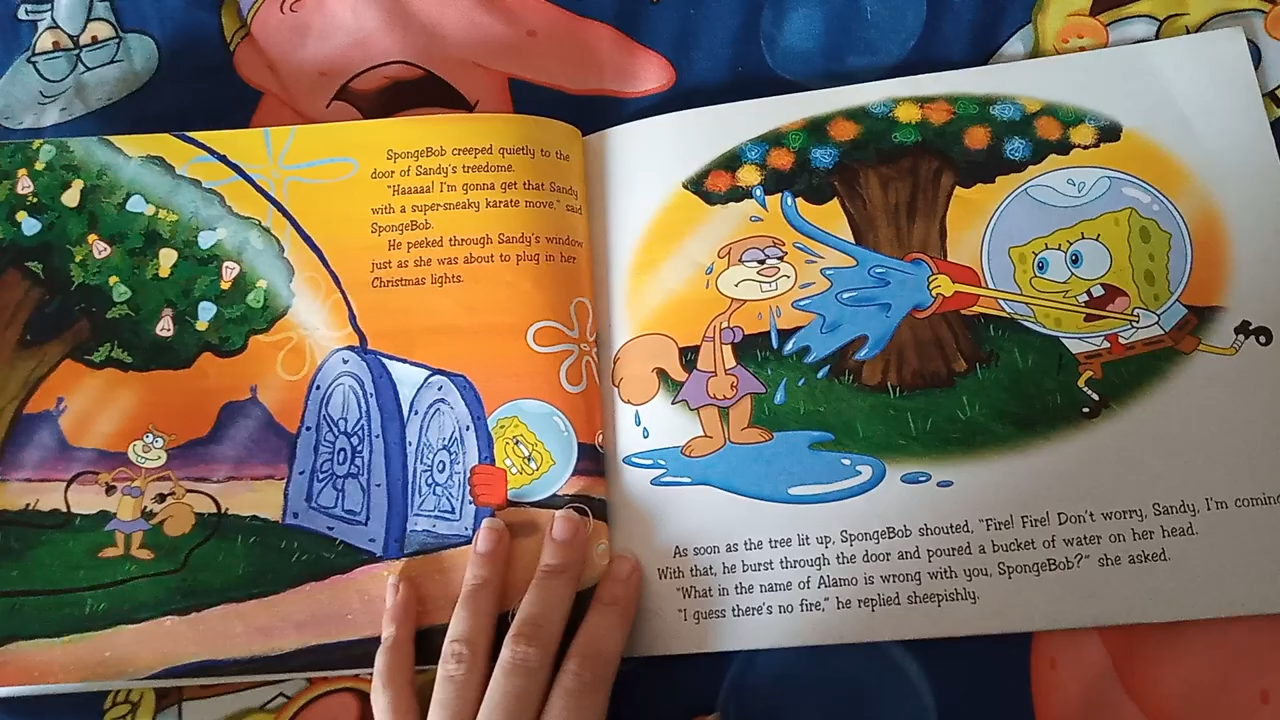 SpongeBob creeped quietly to the
door of Sandy's treedome.
"Haaaaa! I'm gonna get that Sandy
with a super-sneaky karate move," said
SpongeBob.
He peeked through Sandy's window
just as she was about to plug in her
Christmas lights.
As soon as the tree lit up, SpongeBob shouted, "Fire! Fire! Don't worry, Sandy, I'm coming
With that, he burst through the door and poured a bucket of water on her head.
"What in the name of Alamo is wrong with you, SpongeBob?" she asked.
"I guess there's no fire," he replied sheepishly.